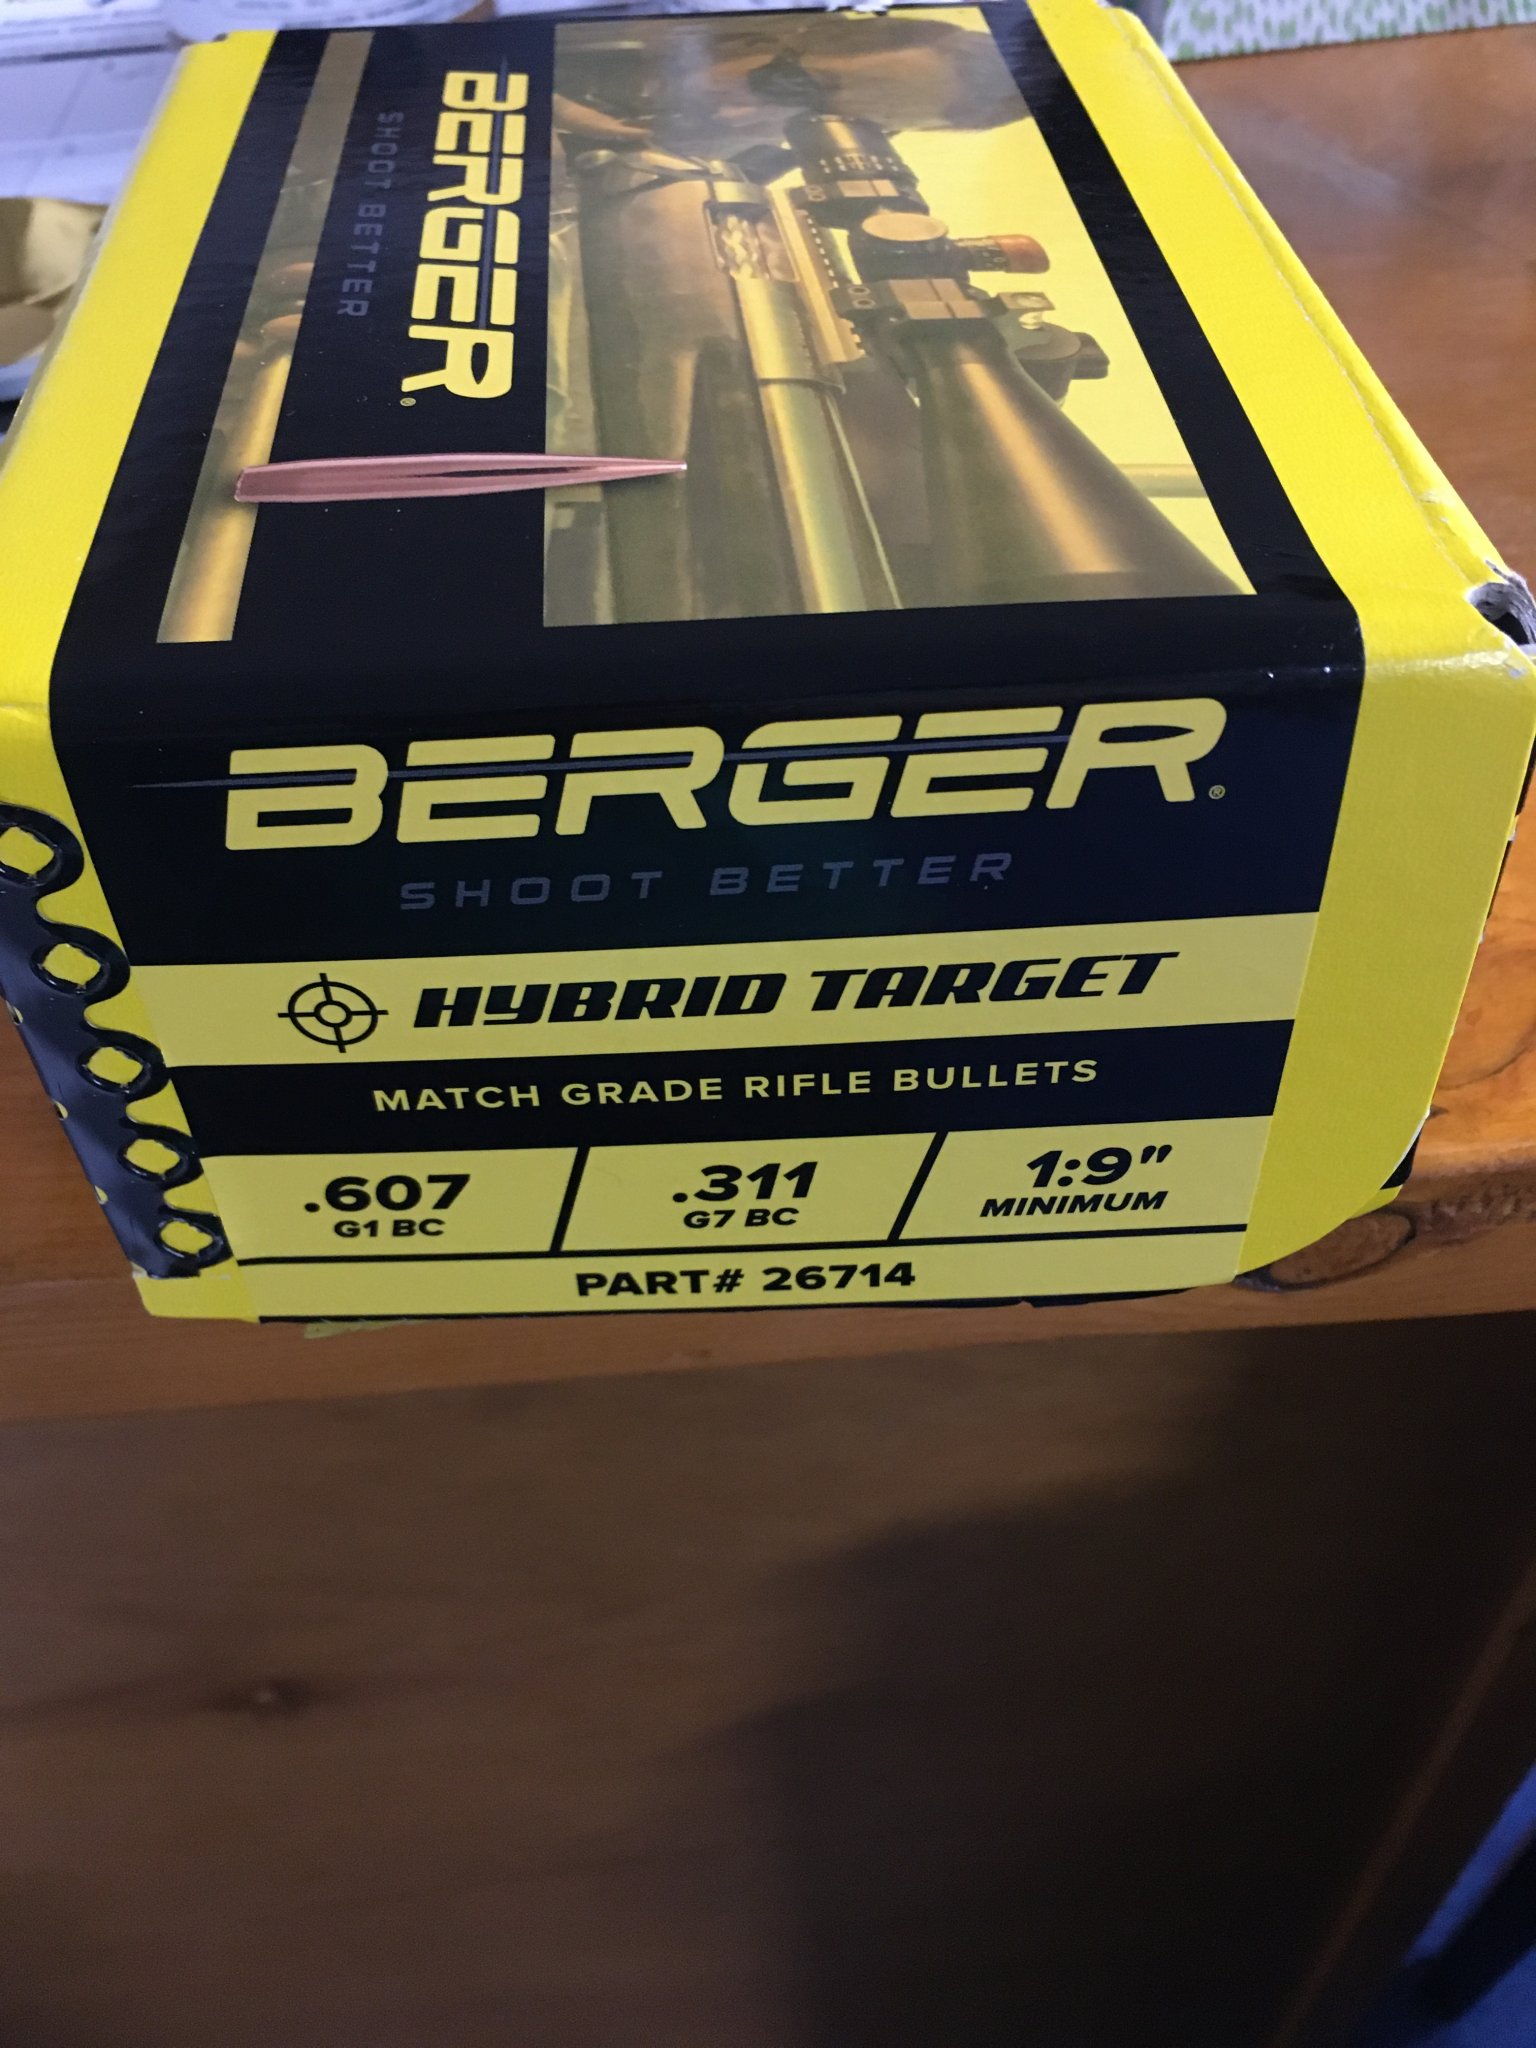 BERGER®
SHOOT BETTER
BERGER®
SHOOT BETTER
HYBRID TARGET
MATCH GRADE RIFLE BULLETS
.607
G1 BC
.311
G7 BC
1:9"
MINIMUM
PART# 26714